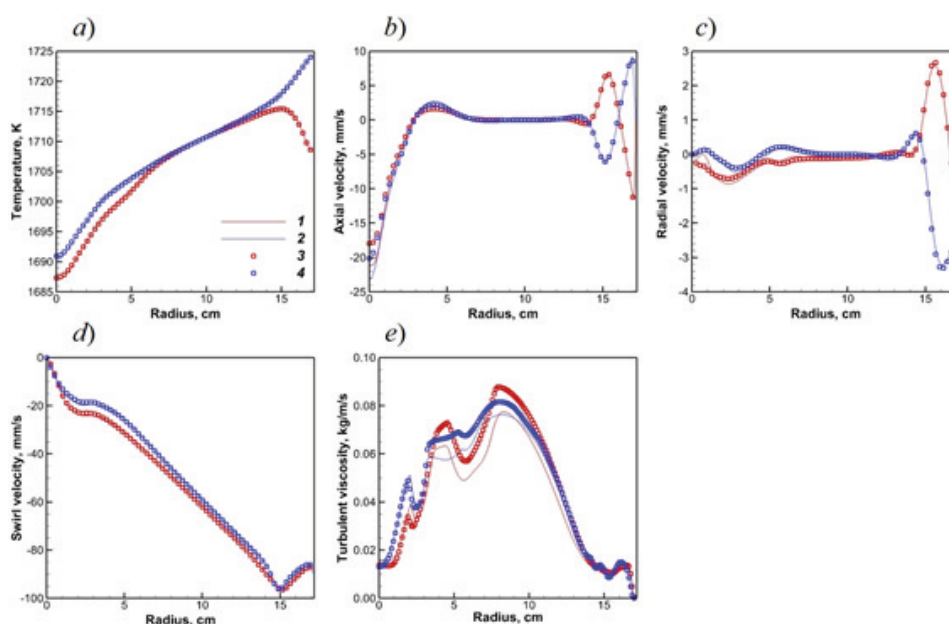 a) b) c)
1725
1720
1715
1710
1705
1700
1695
1690
1685
Temperature, K
0 5 10 15
Radius, cm
1
2
3
4
10
5
0
-5
-10
-15
-20
-25
Axial velocity, mm/s
0 5 10 15
Radius, cm
3
2
1
0
-1
-2
-3
-4
Radial velocity, mm/s
0 5 10 15
Radius, cm
d) e)
0
-20
-40
-60
-80
-100
Swirl velocity, mm/s
0 5 10 15
Radius, cm
0.10
0.08
0.06
0.04
0.02
0.00
Turbulent viscosity, kg/m/s
0 5 10 15
Radius, cm